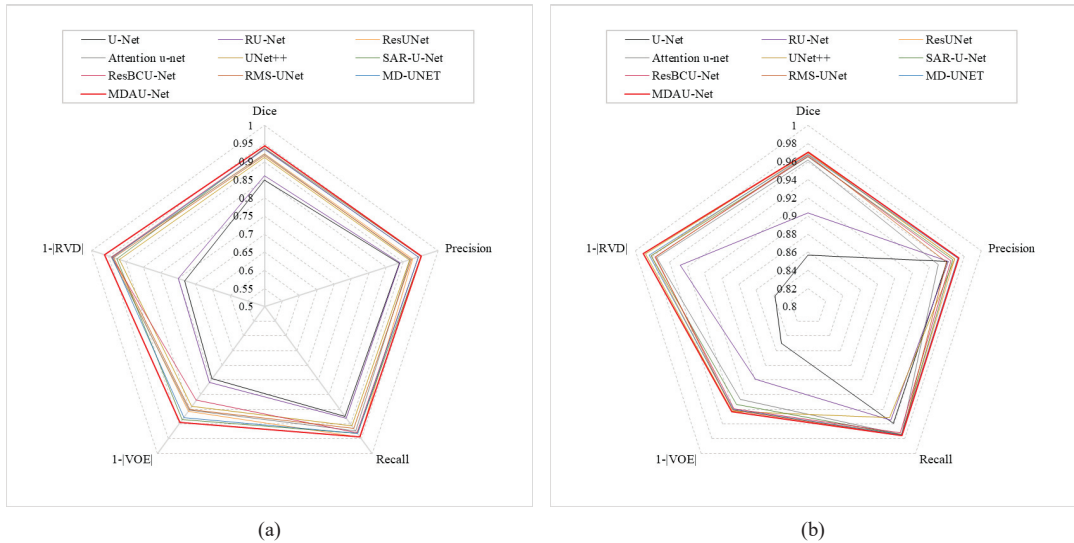 U-Net RU-Net ResUNet
Attention u-net UNet++ SAR-U-Net
ResBCU-Net RMS-UNet MD-UNET
MDAU-Net
Dice
1
0.95
0.9
0.85
0.8
0.75
0.7
0.65
0.6
0.55
0.5
1-|RVD|
Precision
1-|VOE|
Recall
(a)
U-Net RU-Net ResUNet
Attention u-net UNet++ SAR-U-Net
ResBCU-Net RMS-UNet MD-UNET
MDAU-Net
Dice
1
0.98
0.96
0.94
0.92
0.9
0.88
0.86
0.84
0.82
0.8
1-|RVD|
Precision
1-|VOE|
Recall
(b)